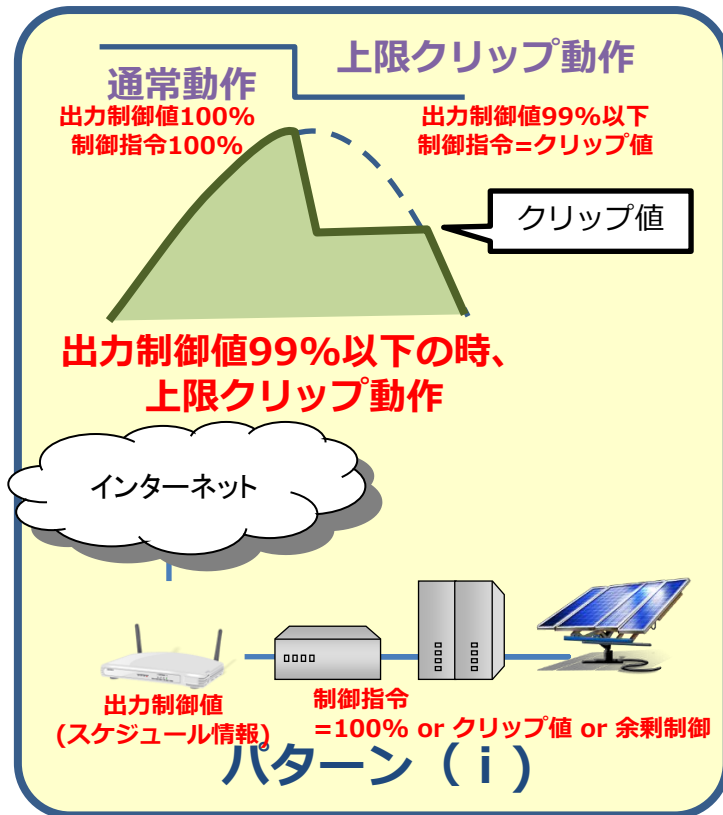 上限クリップ動作
通常動作
出力制御値100%
制御指令100%
出力制御値99%以下
制御指令=クリップ値
クリップ値
出力制御値99%以下の時、
上限クリップ動作
インターネット
出力制御値
(スケジュール情報)
制御指令
=100% or クリップ値 or 余剰制御
パターン（ｉ）